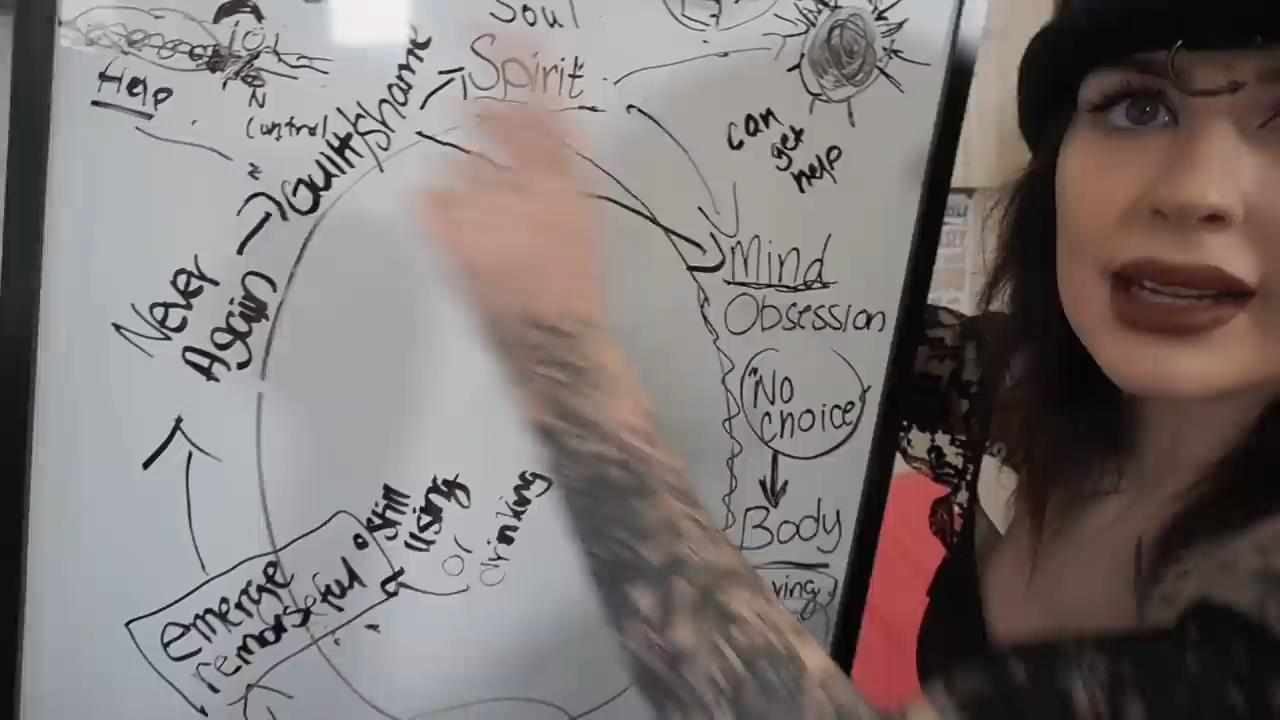 Soul
Spirit
Help
Control
Guilt/Shame
can
get
help
Never
Again
Mind
Obsession
"No
choice"
Body
still
using
or
drinking
emerge
remorseful